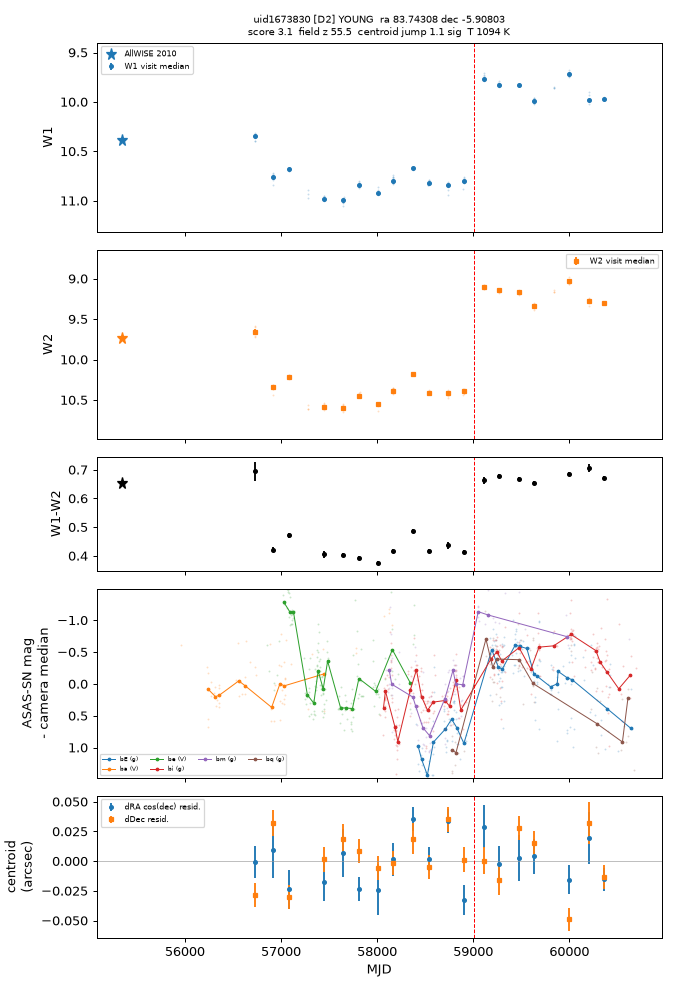 uid1673830 [D2] YOUNG ra 83.74308 dec -5.90803
score 3.1 field z 55.5 centroid jump 1.1 sig T 1094 K
9.5
10.0
10.5
11.0
W1
AllWISE 2010
W1 visit median
9.0
9.5
10.0
10.5
W2
W2 visit median
0.7
0.6
0.5
0.4
W1-W2
−1.0
−0.5
0.0
0.5
1.0
ASAS-SN mag
- camera median
bE (g)
ba (V)
be (V)
bi (g)
bm (g)
bq (g)
0.050
0.025
0.000
−0.025
−0.050
centroid
(arcsec)
dRA cos(dec) resid.
dDec resid.
56000
57000
58000
59000
60000
MJD